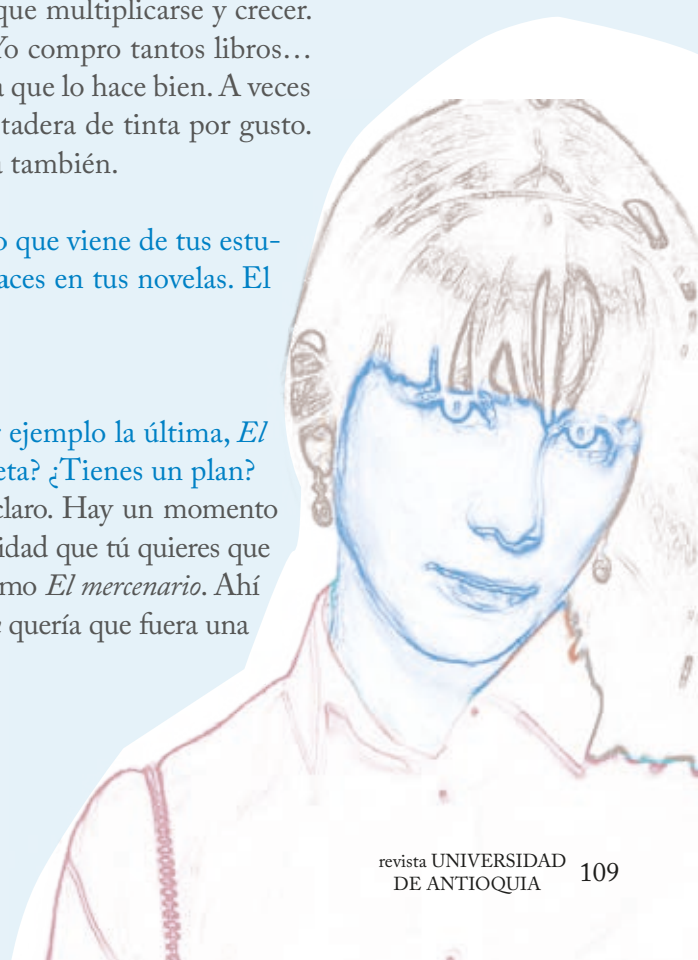 que multiplicarse y crecer.
Yo compro tantos libros…
que lo hace bien. A veces
tadera de tinta por gusto.
también.
que viene de tus estu-
aces en tus novelas. El
ejemplo la última, El
eta? ¿Tienes un plan?
claro. Hay un momento
idad que tú quieres que
mo El mercenario. Ahí
quería que fuera una
revista UNIVERSIDAD
DE ANTIOQUIA 109